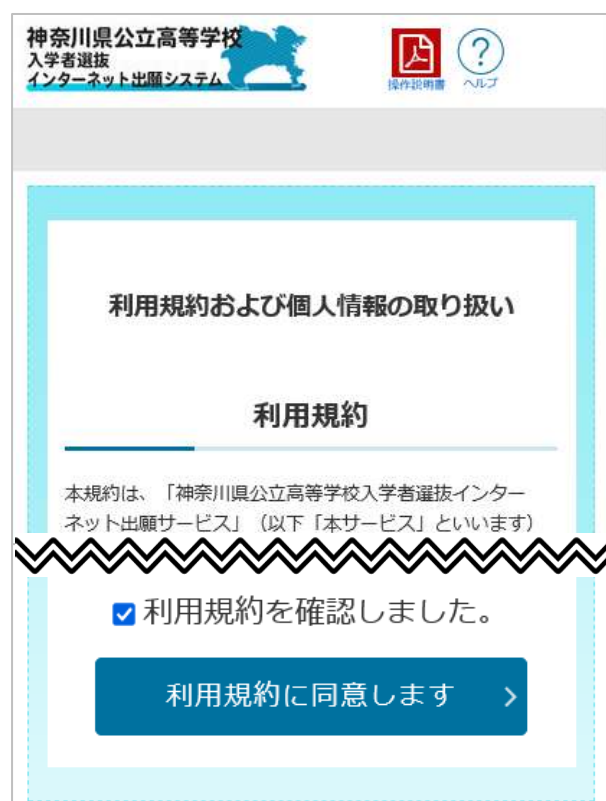 神奈川県公立高等学校
入学者選抜
インターネット出願システム
操作説明書
ヘルプ
利用規約および個人情報の取り扱い
利用規約
本規約は、「神奈川県公立高等学校入学者選抜インター
ネット出願サービス」（以下「本サービス」といいます）
利用規約を確認しました。
利用規約に同意します